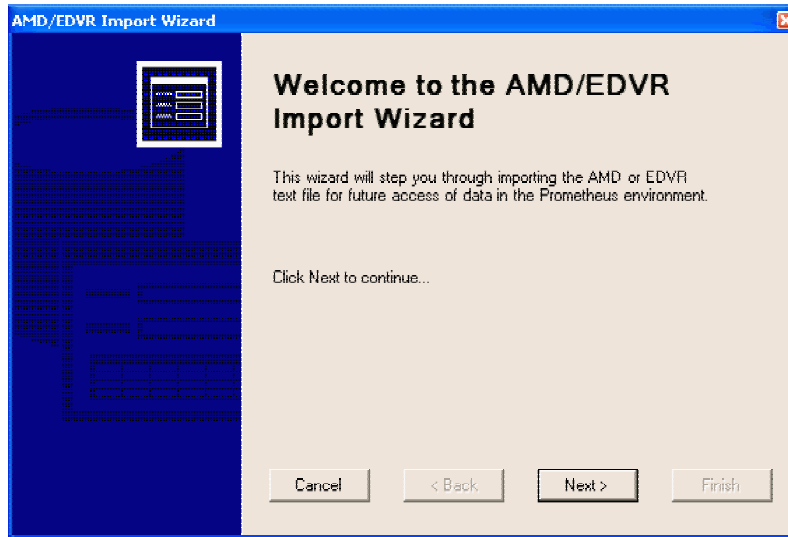 AMD/EDVR Import Wizard
Welcome to the AMD/EDVR
Import Wizard
This wizard will step you through importing the AMD or EDVR
text file for future access of data in the Prometheus environment.
Click Next to continue...
Cancel
< Back
Next >
Finish